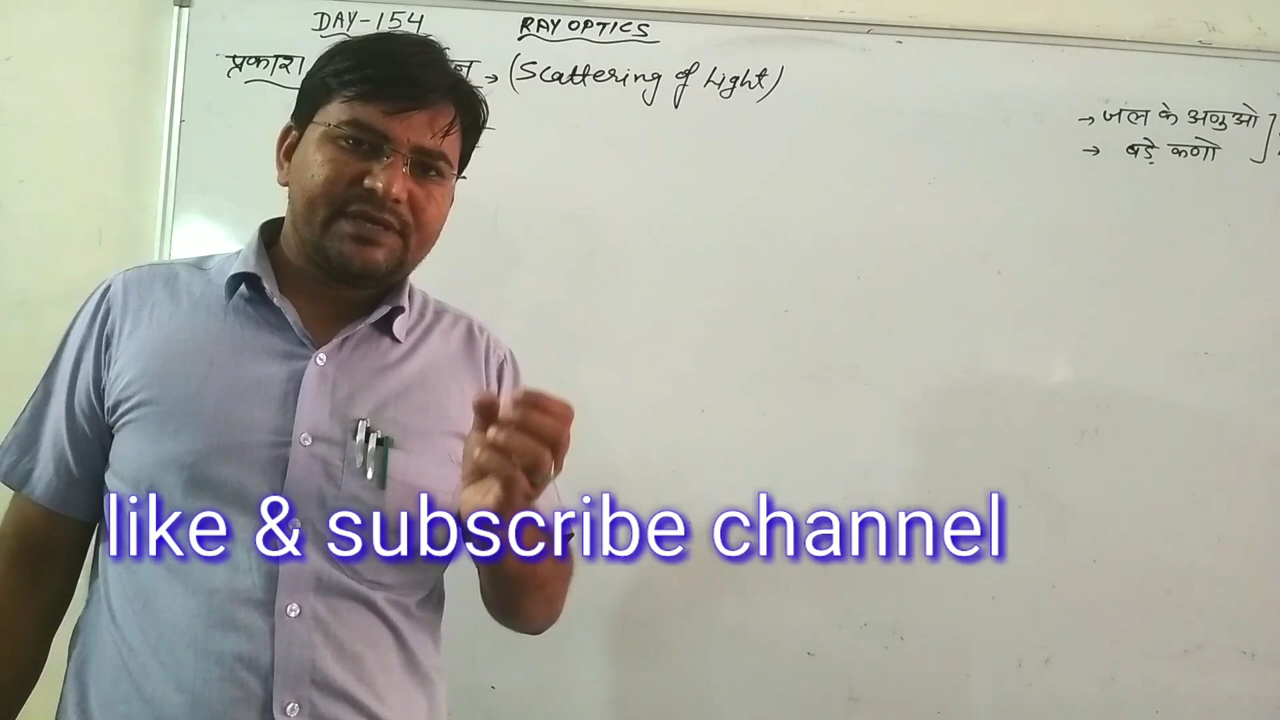 DAY-154 RAY OPTICS
प्रकाश (Scattering of Light)
→ जल के अणुओ
→ बड़े कणो
like & subscribe channel